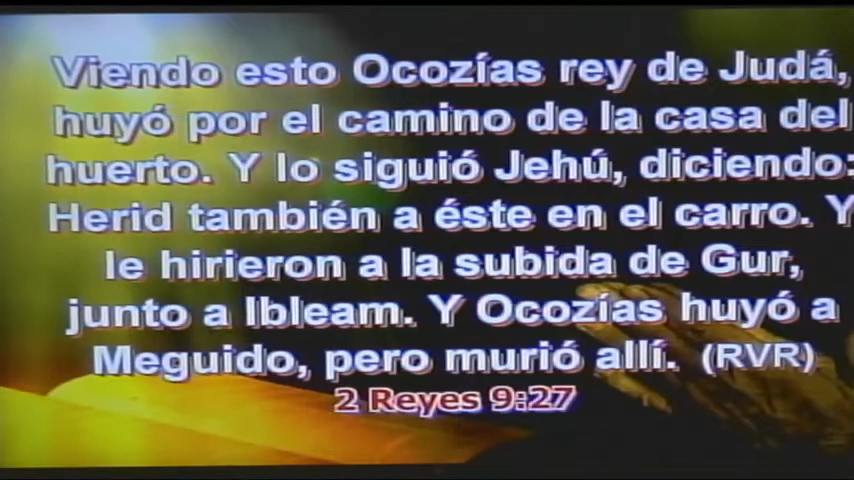 Viendo esto Ocozías rey de Judá,
huyó por el camino de la casa del
huerto. Y lo siguió Jehú, diciendo:
Herid también a éste en el carro. Y
le hirieron a la subida de Gur,
junto a Ibleam. Y Ocozías huyó a
Meguido, pero murió allí. (RVR)
2 Reyes 9:27